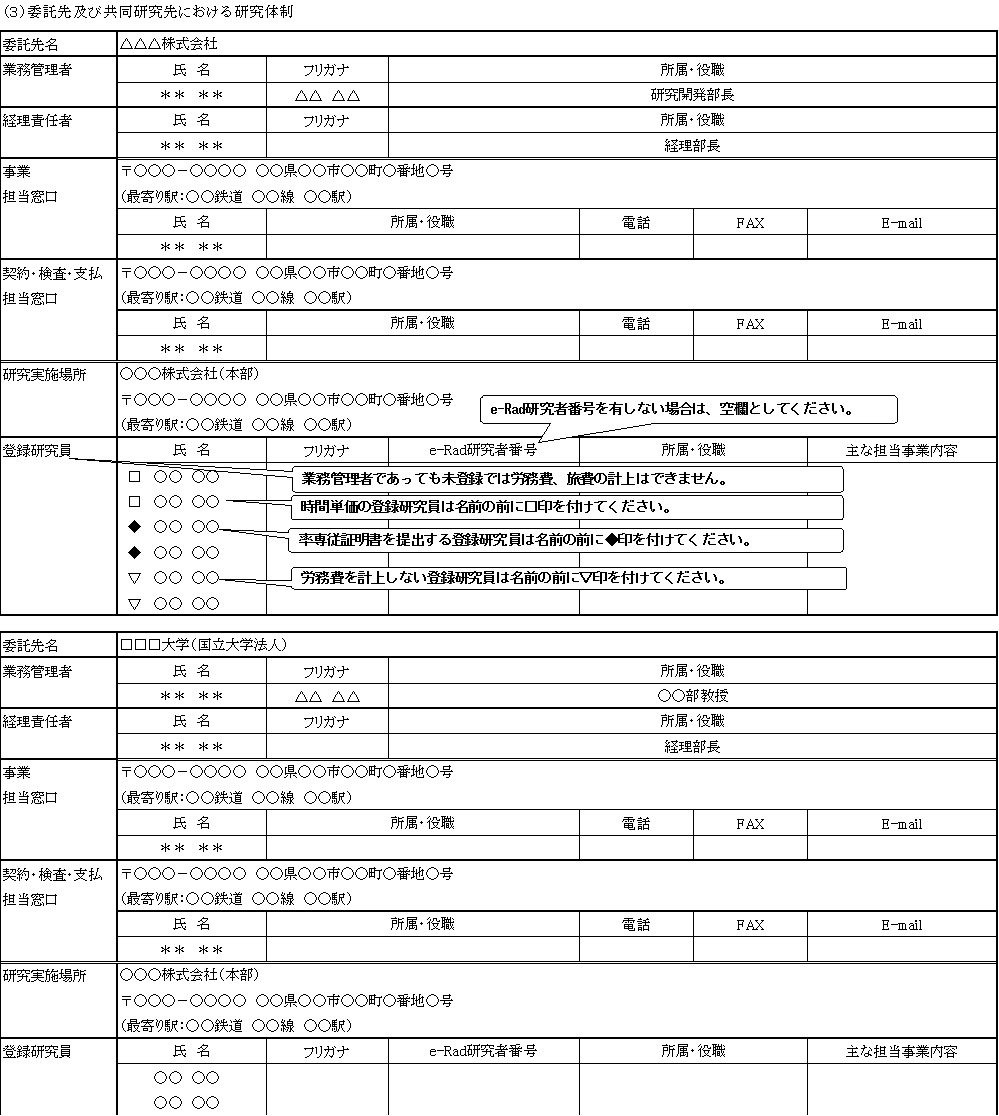 （３）委託先及び共同研究先における研究体制
委託先名 △△△株式会社
業務管理者 氏 名 フリガナ 所属・役職
＊＊ ＊＊ △△ △△ 研究開発部長
経理責任者 氏 名 フリガナ 所属・役職
＊＊ ＊＊ 経理部長
事業 〒○○○－○○○○ ○○県○○市○○町○番地○号
担当窓口 （最寄り駅：○○鉄道 ○○線 ○○駅）
氏 名 所属・役職 電話 FAX E-mail
＊＊ ＊＊
契約・検査・支払 〒○○○－○○○○ ○○県○○市○○町○番地○号
担当窓口 （最寄り駅：○○鉄道 ○○線 ○○駅）
氏 名 所属・役職 電話 FAX E-mail
＊＊ ＊＊
研究実施場所 ○○○株式会社（本部）
〒○○○－○○○○ ○○県○○市○○町○番地○号
e-Rad研究者番号を有しない場合は、空欄としてください。
（最寄り駅：○○鉄道 ○○線 ○○駅）
登録研究員 氏 名 フリガナ e-Rad研究者番号 所属・役職 主な担当事業内容
□ ○○ ○○ 業務管理者であっても未登録では労務費、旅費の計上はできません。
□ ○○ ○○ 時間単価の登録研究員は名前の前に□印を付けてください。
◆ ○○ ○○ 率専従証明書を提出する登録研究員は名前の前に◆印を付けてください。
◆ ○○ ○○
▽ ○○ ○○ 労務費を計上しない登録研究員は名前の前に▽印を付けてください。
▽ ○○ ○○
委託先名 □□□大学（国立大学法人）
業務管理者 氏 名 フリガナ 所属・役職
＊＊ ＊＊ △△ △△ ○○部教授
経理責任者 氏 名 フリガナ 所属・役職
＊＊ ＊＊ 経理部長
事業 〒○○○－○○○○ ○○県○○市○○町○番地○号
担当窓口 （最寄り駅：○○鉄道 ○○線 ○○駅）
氏 名 所属・役職 電話 FAX E-mail
＊＊ ＊＊
契約・検査・支払 〒○○○－○○○○ ○○県○○市○○町○番地○号
担当窓口 （最寄り駅：○○鉄道 ○○線 ○○駅）
氏 名 所属・役職 電話 FAX E-mail
＊＊ ＊＊
研究実施場所 ○○○株式会社（本部）
〒○○○－○○○○ ○○県○○市○○町○番地○号
（最寄り駅：○○鉄道 ○○線 ○○駅）
登録研究員 氏 名 フリガナ e-Rad研究者番号 所属・役職 主な担当事業内容
○○ ○○
○○ ○○